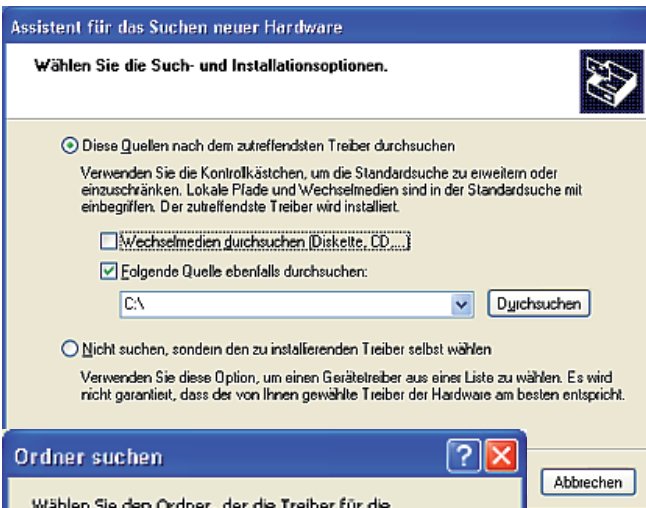 Assistent für das Suchen neuer Hardware
Wählen Sie die Such- und Installationsoptionen.
Diese Quellen nach dem zutreffendsten Treiber durchsuchen
Verwenden Sie die Kontrollkästchen, um die Standardsuche zu erweitern oder
einzuschränken. Lokale Pfade und Wechselmedien sind in der Standardsuche mit
einbegriffen. Der zutreffendste Treiber wird installiert.
Wechselmedien durchsuchen (Diskette, CD,...)
Folgende Quelle ebenfalls durchsuchen:
C:\
Durchsuchen
Nicht suchen, sondern den zu installierenden Treiber selbst wählen
Verwenden Sie diese Option, um einen Gerätetreiber aus einer Liste zu wählen. Es wird
nicht garantiert, dass der von Ihnen gewählte Treiber der Hardware am besten entspricht.
Ordner suchen
Abbrechen
Wählen Sie den Ordner, der die Treiber für die